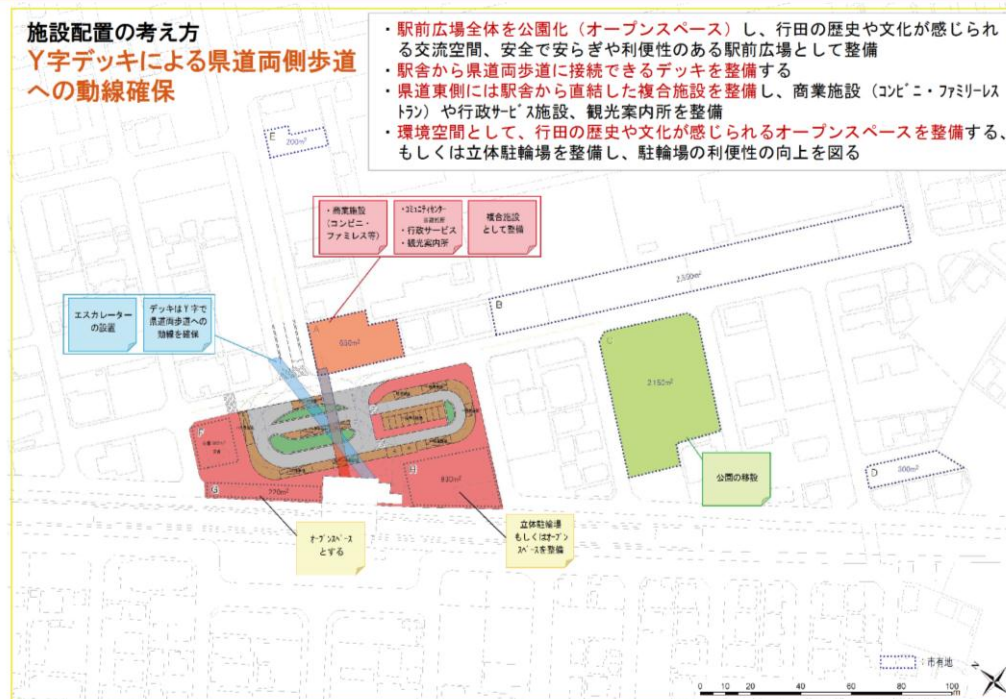 施設配置の考え方
Y字デッキによる県道両側歩道
への動線確保
・駅前広場全体を公園化（オープンスペース）し、行田の歴史や文化が感じられ
る交流空間、安全で安らぎや利便性のある駅前広場として整備
・駅舎から県道両歩道に接続できるデッキを整備する
・県道東側には駅舎から直結した複合施設を整備し、商業施設（コンビニ・ファミリーレス
トラン）や行政サービス施設、観光案内所を整備
・環境空間として、行田の歴史や文化が感じられるオープンスペースを整備する、
もしくは立体駐輪場を整備し、駐輪場の利便性の向上を図る
E
200m²
・商業施設
（コンビニ・
ファミレス等）
・コミュニティセンター
・行政サービス
・観光案内所
複合施設
として整備
エスカレーター
の設置
デッキはY字で
県道両歩道への
動線を確保
A
B
C
2,150m²
F
G
220m²
H
D
公園の移設
オープンスペース
とする
立体駐輪場
もしくはオープン
スペースを整備
：市有地
0 10 20 40 60 80 100
m